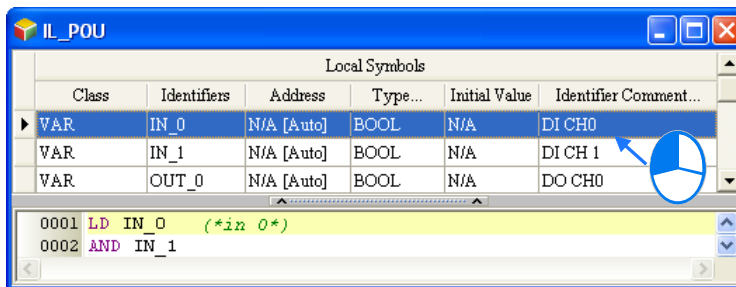 IL_POU
Local Symbols
Class Identifiers Address Type... Initial Value Identifier Comment...
VAR IN_0 N/A [Auto] BOOL N/A DI CH0
VAR IN_1 N/A [Auto] BOOL N/A DI CH 1
VAR OUT_0 N/A [Auto] BOOL N/A DO CH0
0001 LD IN_O (*in 0*)
0002 AND IN_1